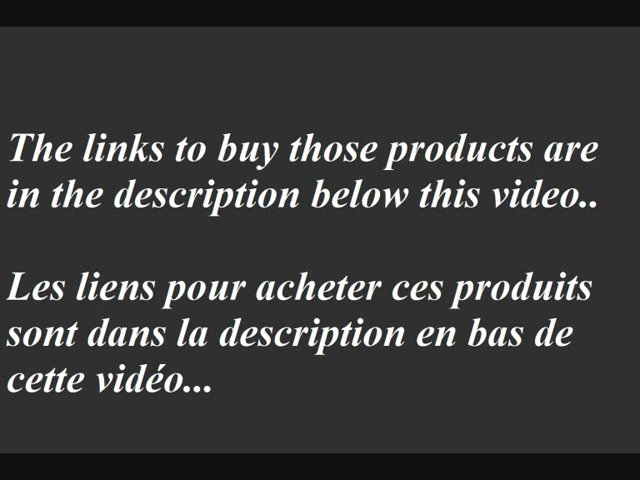 The links to buy those products are
in the description below this video..
Les liens pour acheter ces produits
sont dans la description en bas de
cette vidéo...